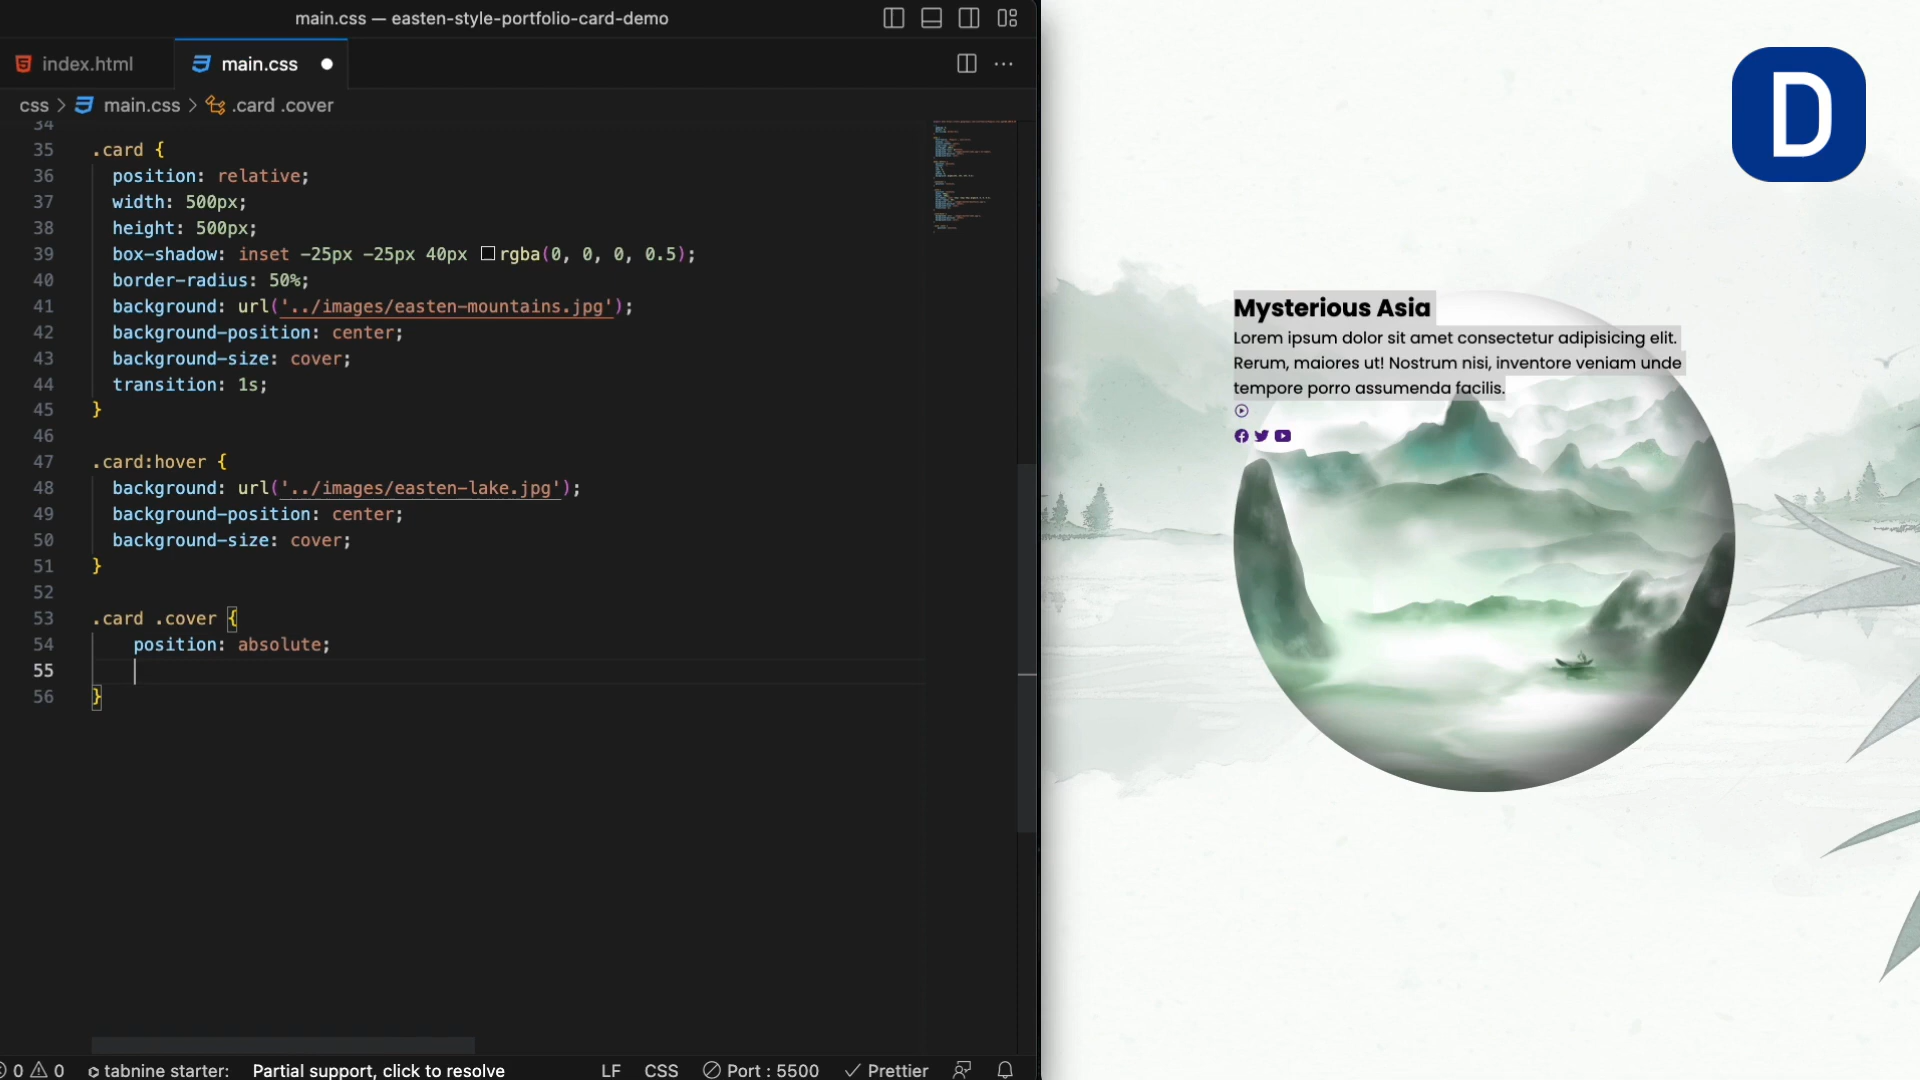 main.css — easten-style-portfolio-card-demo
index.html
main.css
css > main.css > .card .cover
34
35 .card {
36 position: relative;
37 width: 500px;
38 height: 500px;
39 box-shadow: inset -25px -25px 40px rgba(0, 0, 0, 0.5);
40 border-radius: 50%;
41 background: url('../images/easten-mountains.jpg');
42 background-position: center;
43 background-size: cover;
44 transition: 1s;
45 }
46
47 .card:hover {
48 background: url('../images/easten-lake.jpg');
49 background-position: center;
50 background-size: cover;
51 }
52
53 .card .cover {
54 position: absolute;
55
56 }
0 0 tabnine starter: Partial support, click to resolve LF CSS Port : 5500 Prettier
D
Mysterious Asia
Lorem ipsum dolor sit amet consectetur adipisicing elit.
Rerum, maiores ut! Nostrum nisi, inventore veniam unde
tempore porro assumenda facilis.